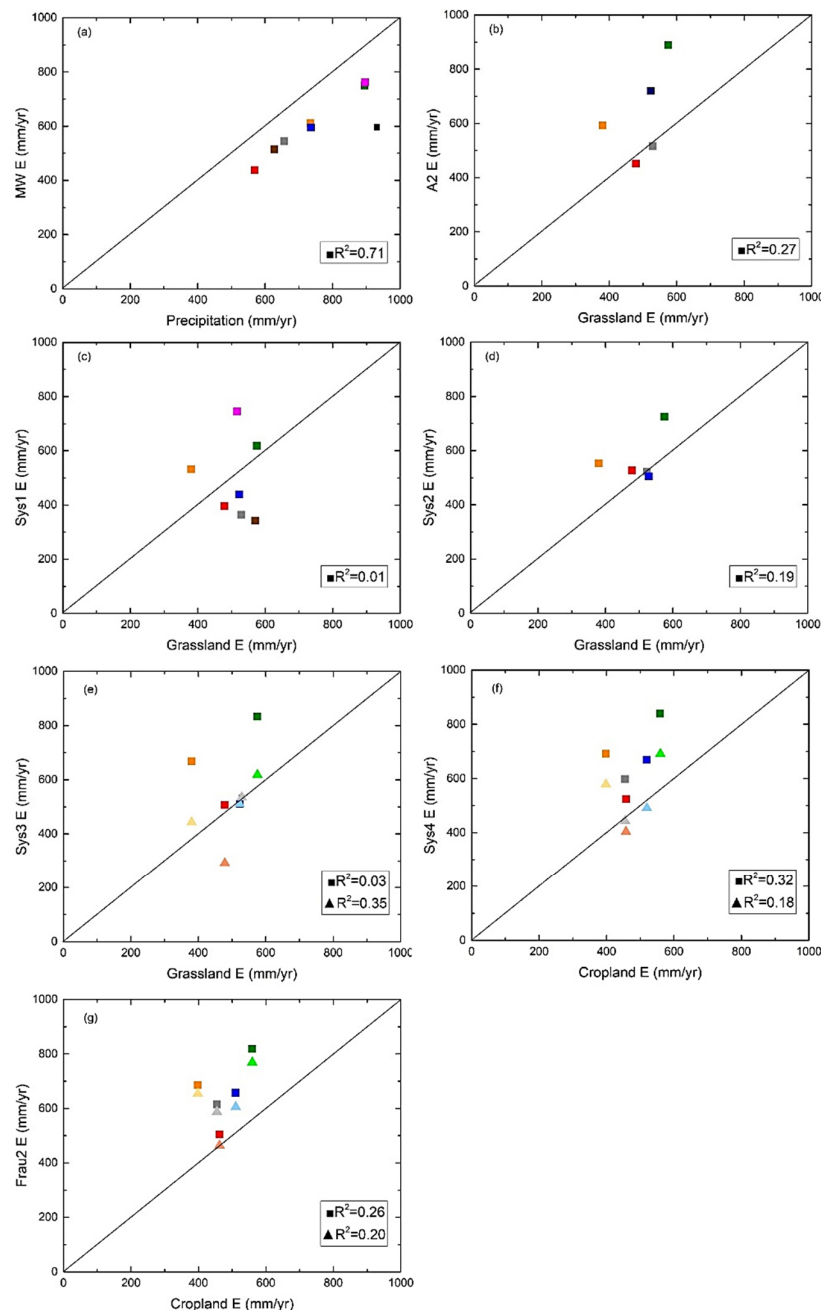 (a)
1000
800
600
400
200
0
MW E (mm/yr)
R²=0.71
0 200 400 600 800 1000
Precipitation (mm/yr)
(b)
1000
800
600
400
200
0
A2 E (mm/yr)
R²=0.27
0 200 400 600 800 1000
Grassland E (mm/yr)
(c)
1000
800
600
400
200
0
Sys1 E (mm/yr)
R²=0.01
0 200 400 600 800 1000
Grassland E (mm/yr)
(d)
1000
800
600
400
200
0
Sys2 E (mm/yr)
R²=0.19
0 200 400 600 800 1000
Grassland E (mm/yr)
(e)
1000
800
600
400
200
0
Sys3 E (mm/yr)
R²=0.03
R²=0.35
0 200 400 600 800 1000
Grassland E (mm/yr)
(f)
1000
800
600
400
200
0
Sys4 E (mm/yr)
R²=0.32
R²=0.18
0 200 400 600 800 1000
Cropland E (mm/yr)
(g)
1000
800
600
400
200
0
Frau2 E (mm/yr)
R²=0.26
R²=0.20
0 200 400 600 800 1000
Cropland E (mm/yr)